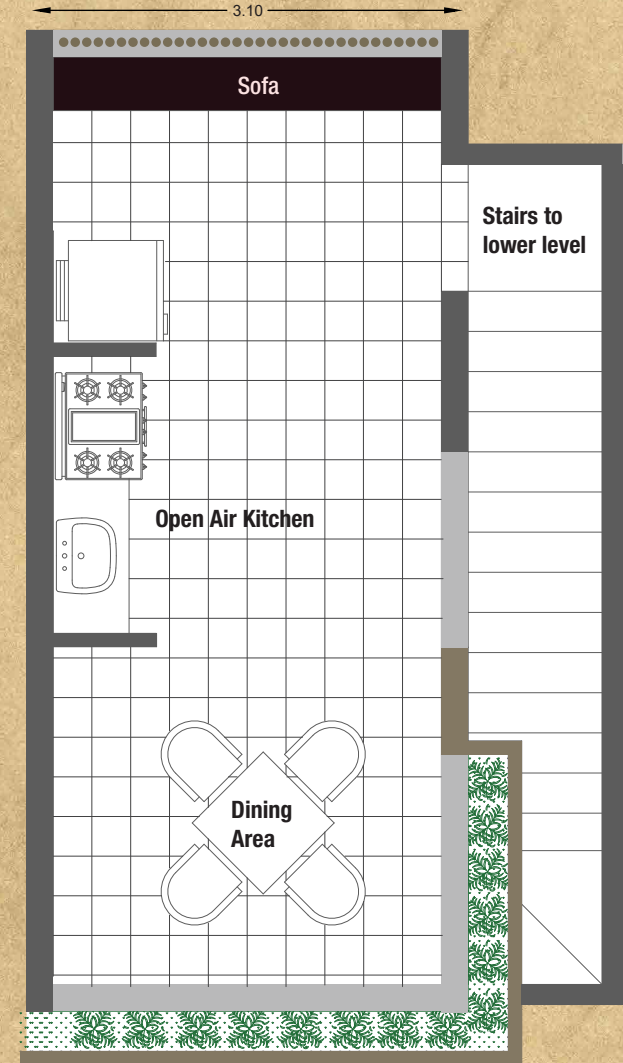 3.10
Sofa
Stairs to
lower level
Open Air Kitchen
Dining
Area